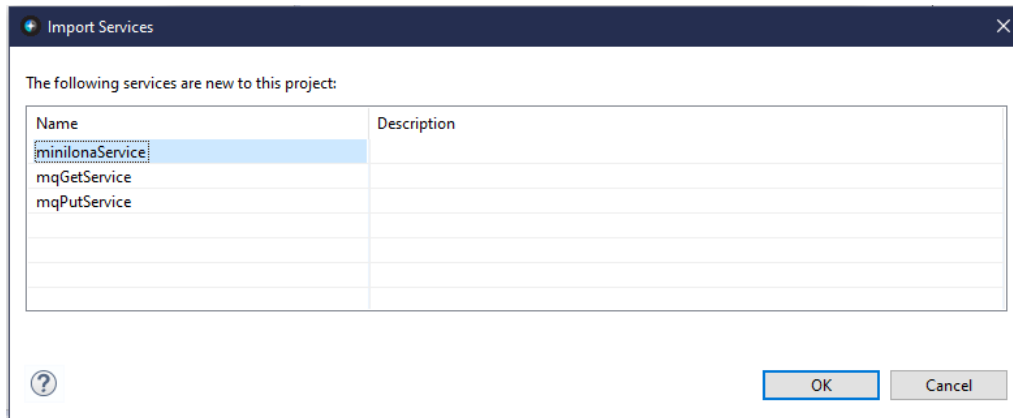 Import Services
The following services are new to this project:
Name Description
minilonaService
mqGetService
mqPutService
?
OK Cancel